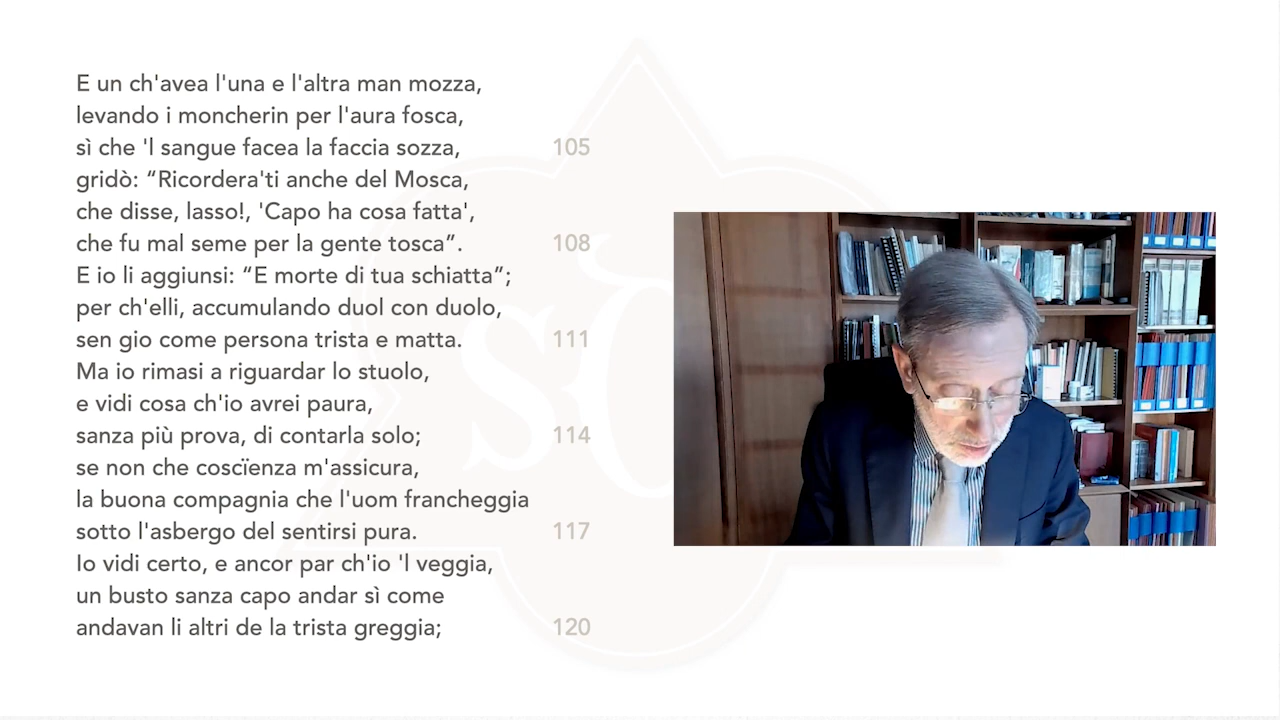 E un ch'avea l'una e l'altra man mozza,
levando i moncherin per l'aura fosca,
sì che 'l sangue facea la faccia sozza, 105
gridò: “Ricordera'ti anche del Mosca,
che disse, lasso!, 'Capo ha cosa fatta',
che fu mal seme per la gente tosca”. 108
E io li aggiunsi: “E morte di tua schiatta”;
per ch'elli, accumulando duol con duolo,
sen gio come persona trista e matta. 111
Ma io rimasi a riguardar lo stuolo,
e vidi cosa ch'io avrei paura,
sanza più prova, di contarla solo; 114
se non che coscïenza m'assicura,
la buona compagnia che l'uom francheggia
sotto l'asbergo del sentirsi pura. 117
Io vidi certo, e ancor par ch'io 'l veggia,
un busto sanza capo andar sì come
andavan li altri de la trista greggia; 120